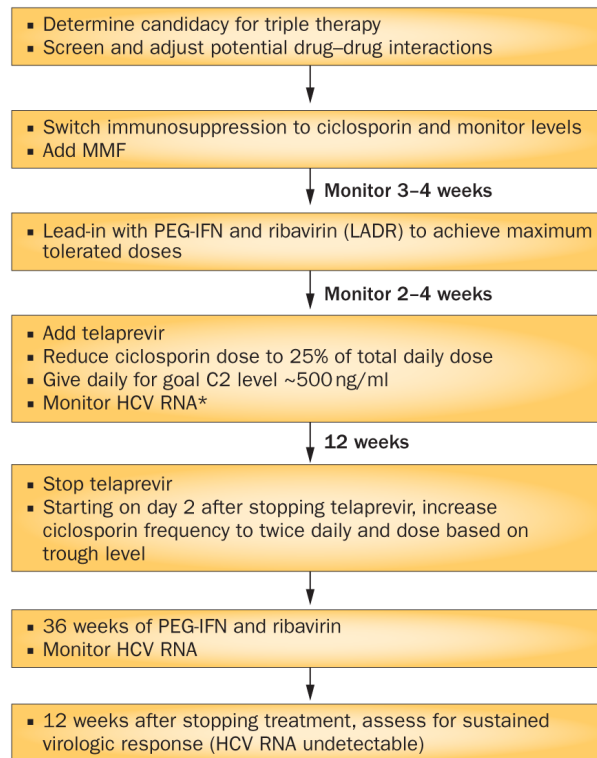 ▪ Determine candidacy for triple therapy
▪ Screen and adjust potential drug–drug interactions
▪ Switch immunosuppression to ciclosporin and monitor levels
▪ Add MMF
Monitor 3–4 weeks
▪ Lead-in with PEG-IFN and ribavirin (LADR) to achieve maximum
tolerated doses
Monitor 2–4 weeks
▪ Add telaprevir
▪ Reduce ciclosporin dose to 25% of total daily dose
▪ Give daily for goal C2 level ~500 ng/ml
▪ Monitor HCV RNA*
12 weeks
▪ Stop telaprevir
▪ Starting on day 2 after stopping telaprevir, increase
ciclosporin frequency to twice daily and dose based on
trough level
▪ 36 weeks of PEG-IFN and ribavirin
▪ Monitor HCV RNA
▪ 12 weeks after stopping treatment, assess for sustained
virologic response (HCV RNA undetectable)